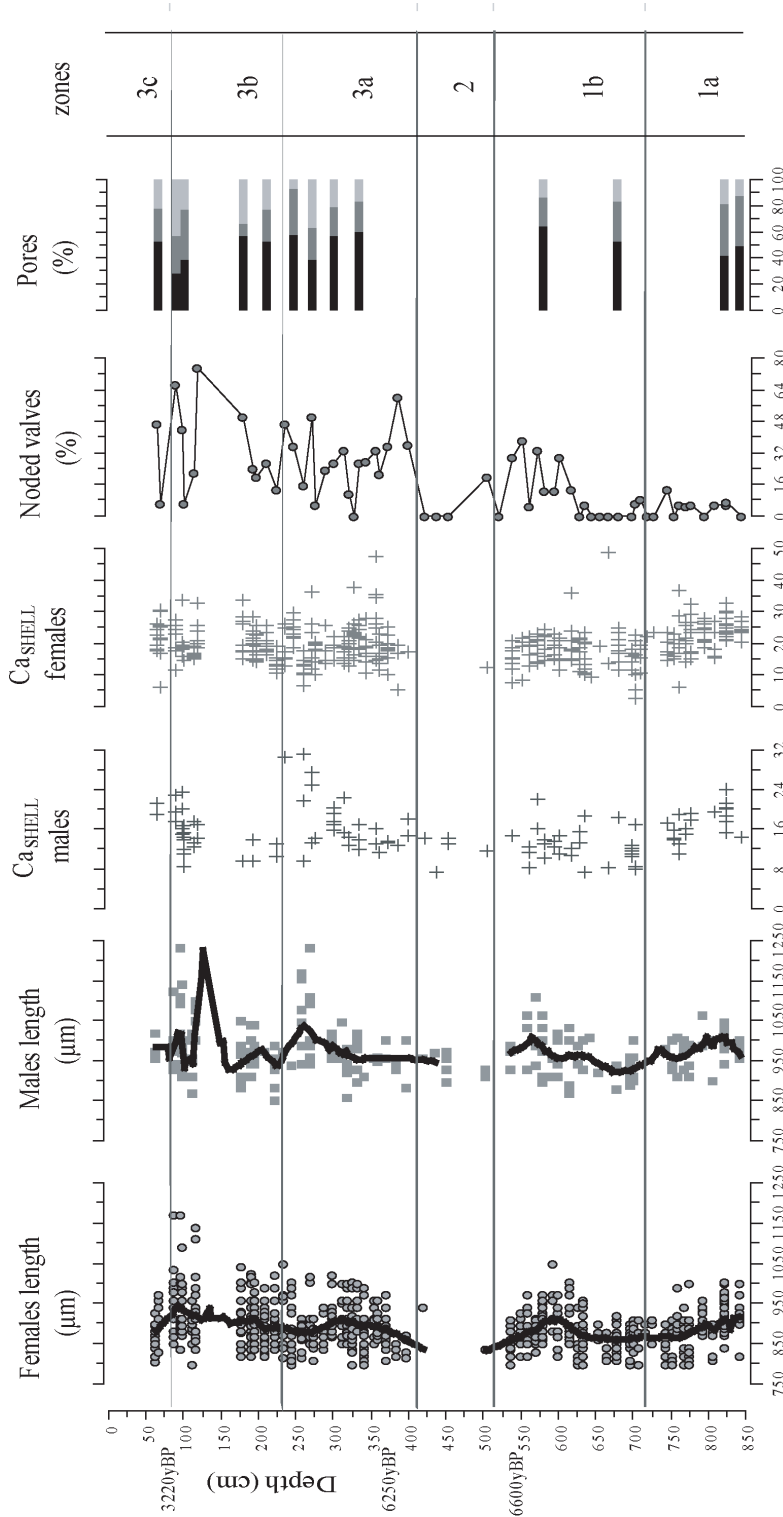 zones
3c
3b
3a
2
1b
1a
Pores
(%)
0 20 40 60 80 100
Noded valves
(%)
0 16 32 48 64 80
CaSHELL
females
0 10 20 30 40 50
CaSHELL
males
0 8 16 24 32
Males length
(µm)
750 850 950 1050 1150 1250
Females length
(µm)
750 850 950 1050 1150 1250
0
50
100
150
200
250
300
350
400
450
500
550
600
650
700
750
800
850
3220yBP
6250yBP
6600yBP
Depth (cm)